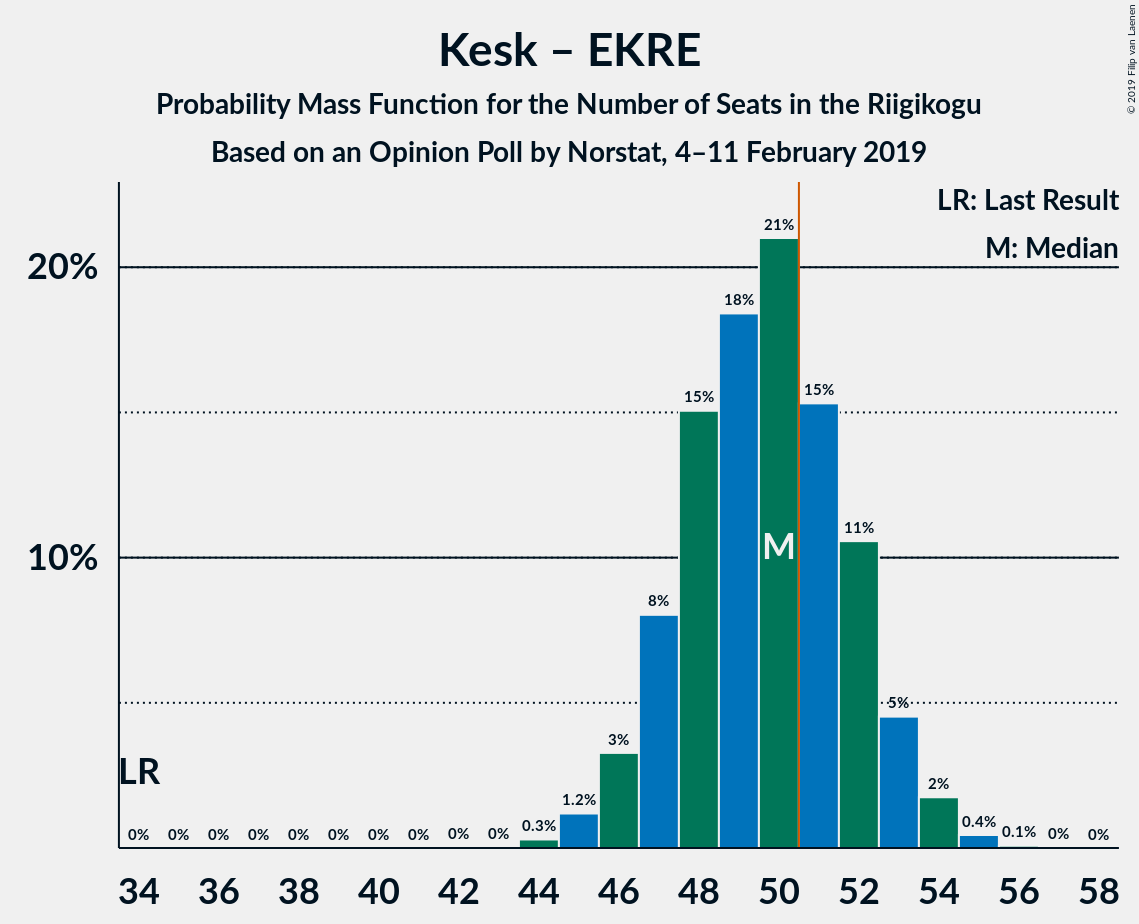 Kesk – EKRE
Probability Mass Function for the Number of Seats in the Riigikogu
Based on an Opinion Poll by Norstat, 4–11 February 2019
© 2019 Filip van Laenen
LR: Last Result
M: Median
20%
10%
LR
M
0% 0% 0% 0% 0% 0% 0% 0% 0% 0% 0.3% 1.2% 3% 8% 15% 18% 21% 15% 11% 5% 2% 0.4% 0.1% 0% 0%
34 36 38 40 42 44 46 48 50 52 54 56 58